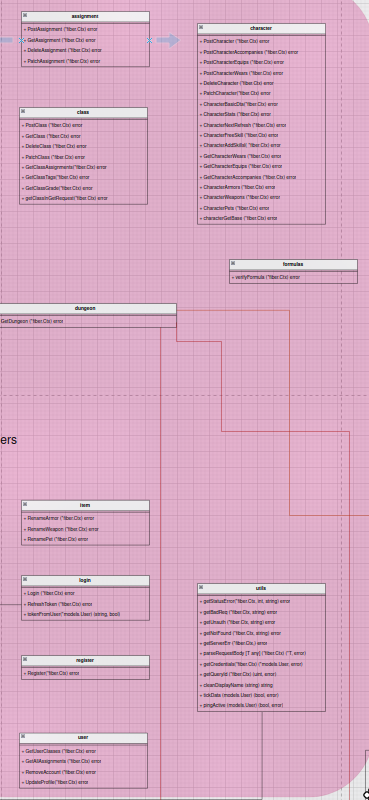 assignment
+ PostAssignment (*fiber.Ctx) error
+ GetAssignment (*fiber.Ctx) error
+ DeleteAssignment (*fiber.Ctx) error
+ PatchAssignment (*fiber.Ctx) error
character
+ PostCharacter (*fiber.Ctx) error
+ PostCharacterAccompanies (*fiber.Ctx) error
+ PostCharacterEquips (*fiber.Ctx) error
+ PostCharacterWears (*fiber.Ctx) error
+ DeleteCharacter (*fiber.Ctx) error
+ PatchCharacter(*fiber.Ctx) error
+ CharacterBasicDta(*fiber.Ctx) error
+ CharacterStats (*fiber.Ctx) error
+ CharacterNextRefresh (*fiber.Ctx) error
+ CharacterFreeSkill (*fiber.Ctx) error
+ CharacterAddSkillsll (*fiber.Ctx) error
+ GetCharacterWears (*fiber.Ctx) error
+ GetCharacterEquips (*fiber.Ctx) error
+ GetCharacterAccompanies (*fiber.Ctx) error
+ CharacterArmors (*fiber.Ctx) error
+ CharacterWeapons (*fiber.Ctx) error
+ CharacterPets (*fiber.Ctx) error
+ characterGetBase (*fiber.Ctx) error
class
+ PostClass (*fiber.Ctx) error
+ GetClass (*fiber.Ctx) error
+ DeleteClass (*fiber.Ctx) error
+ PatchClass (*fiber.Ctx) error
+ GetClassAssignments(*fiber.Ctx) error
+ GetClassTags(*fiber.Ctx) error
+ GetClassGrade(*fiber.Ctx) error
+ getClassInGetRequest(*fiber.Ctx) error
formulas
+ verifyFormula (*fiber.Ctx) error
dungeon
GetDungeon (*fiber.Ctx) error
ers
item
+ RenameArmor (*fiber.Ctx) error
+ RenameWeapon (*fiber.Ctx) error
+ RenamePet (*fiber.Ctx) error
login
+ Login (*fiber.Ctx) error
+ RefreshToken (*fiber.Ctx) error
+ tokenFromUser(*models.User) (string, bool)
utils
+ getStatusError(*fiber.Ctx, int, string) error
+ getBadReq (*fiber.Ctx, string) error
+ getUnauth (*fiber.Ctx, string) error
+ getNotFound (*fiber.Ctx, string) error
+ getServerErr (*fiber.Ctx,) error
+ parseRequestBody [T any] (*fiber.Ctx) (*T, error)
+ getCredentials(*fiber.Ctx) (*models.User, error)
+ getQueryId (*fiber.Ctx) (uint, error)
+ cleanDisplayName (string) string
+ tickData (models.User) (bool, error)
+ pingActive (models.User) (bool, error)
register
+ Register(*fiber.Ctx) error
user
+ GetUserClasses (*fiber.Ctx) error
+ GetAllAssignments (*fiber.Ctx) error
+ RemoveAccount (*fiber.Ctx) error
+ UpdateProfile(*fiber.Ctx) error